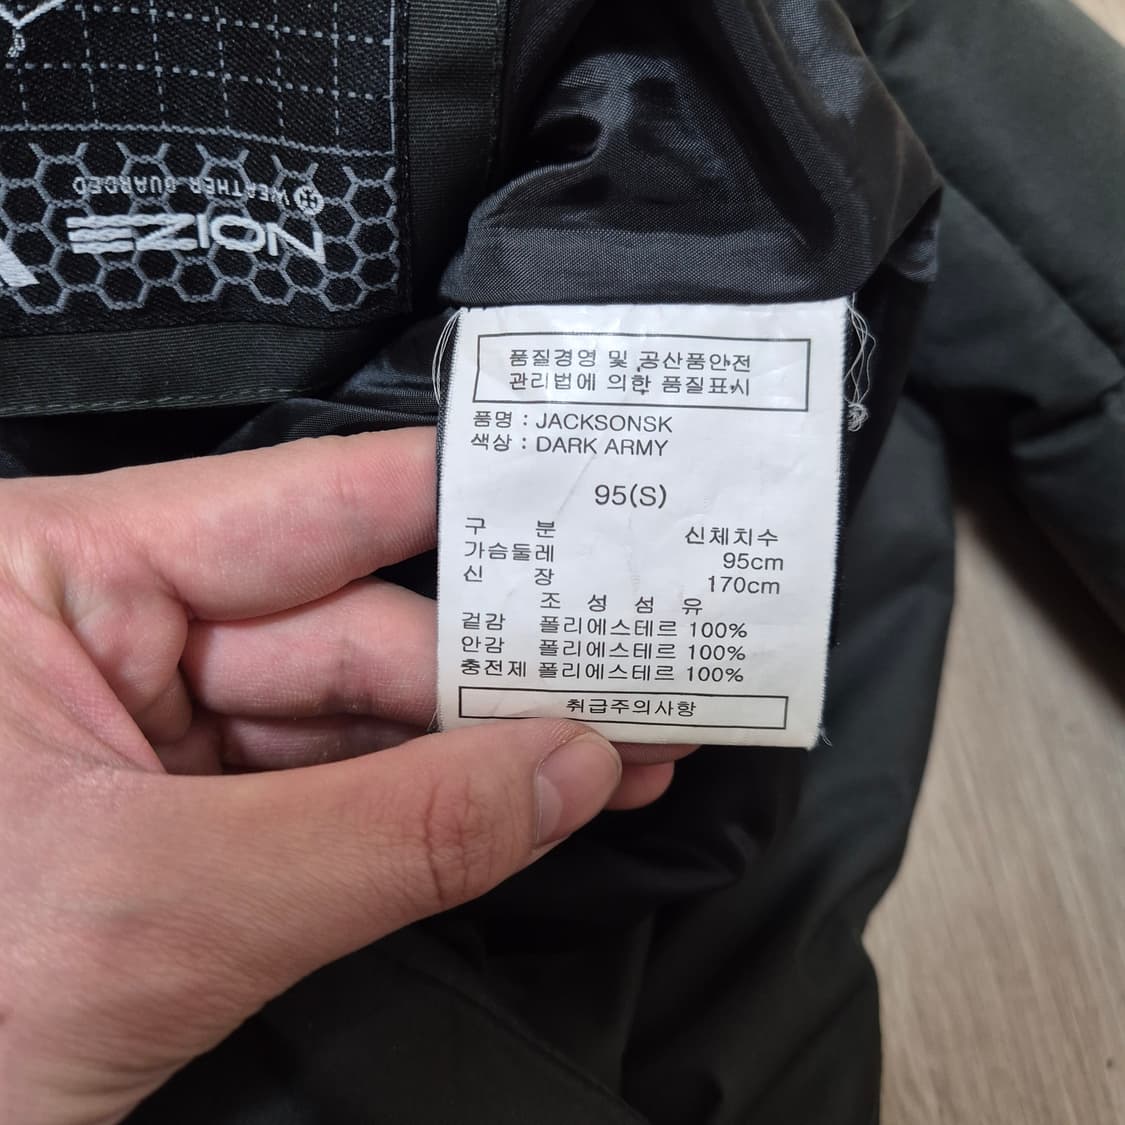 WEATHER GUARDED
NOIZE
품질경영 및 공산품안전
관리법에 의한 품질표시
품명 : JACKSONSK
색상 : DARK ARMY
95(S)
구 분 신체치수
가슴둘레 95cm
신 장 170cm
조 성 섬 유
겉감 폴리에스테르 100%
안감 폴리에스테르 100%
충전제 폴리에스테르 100%
취급주의사항